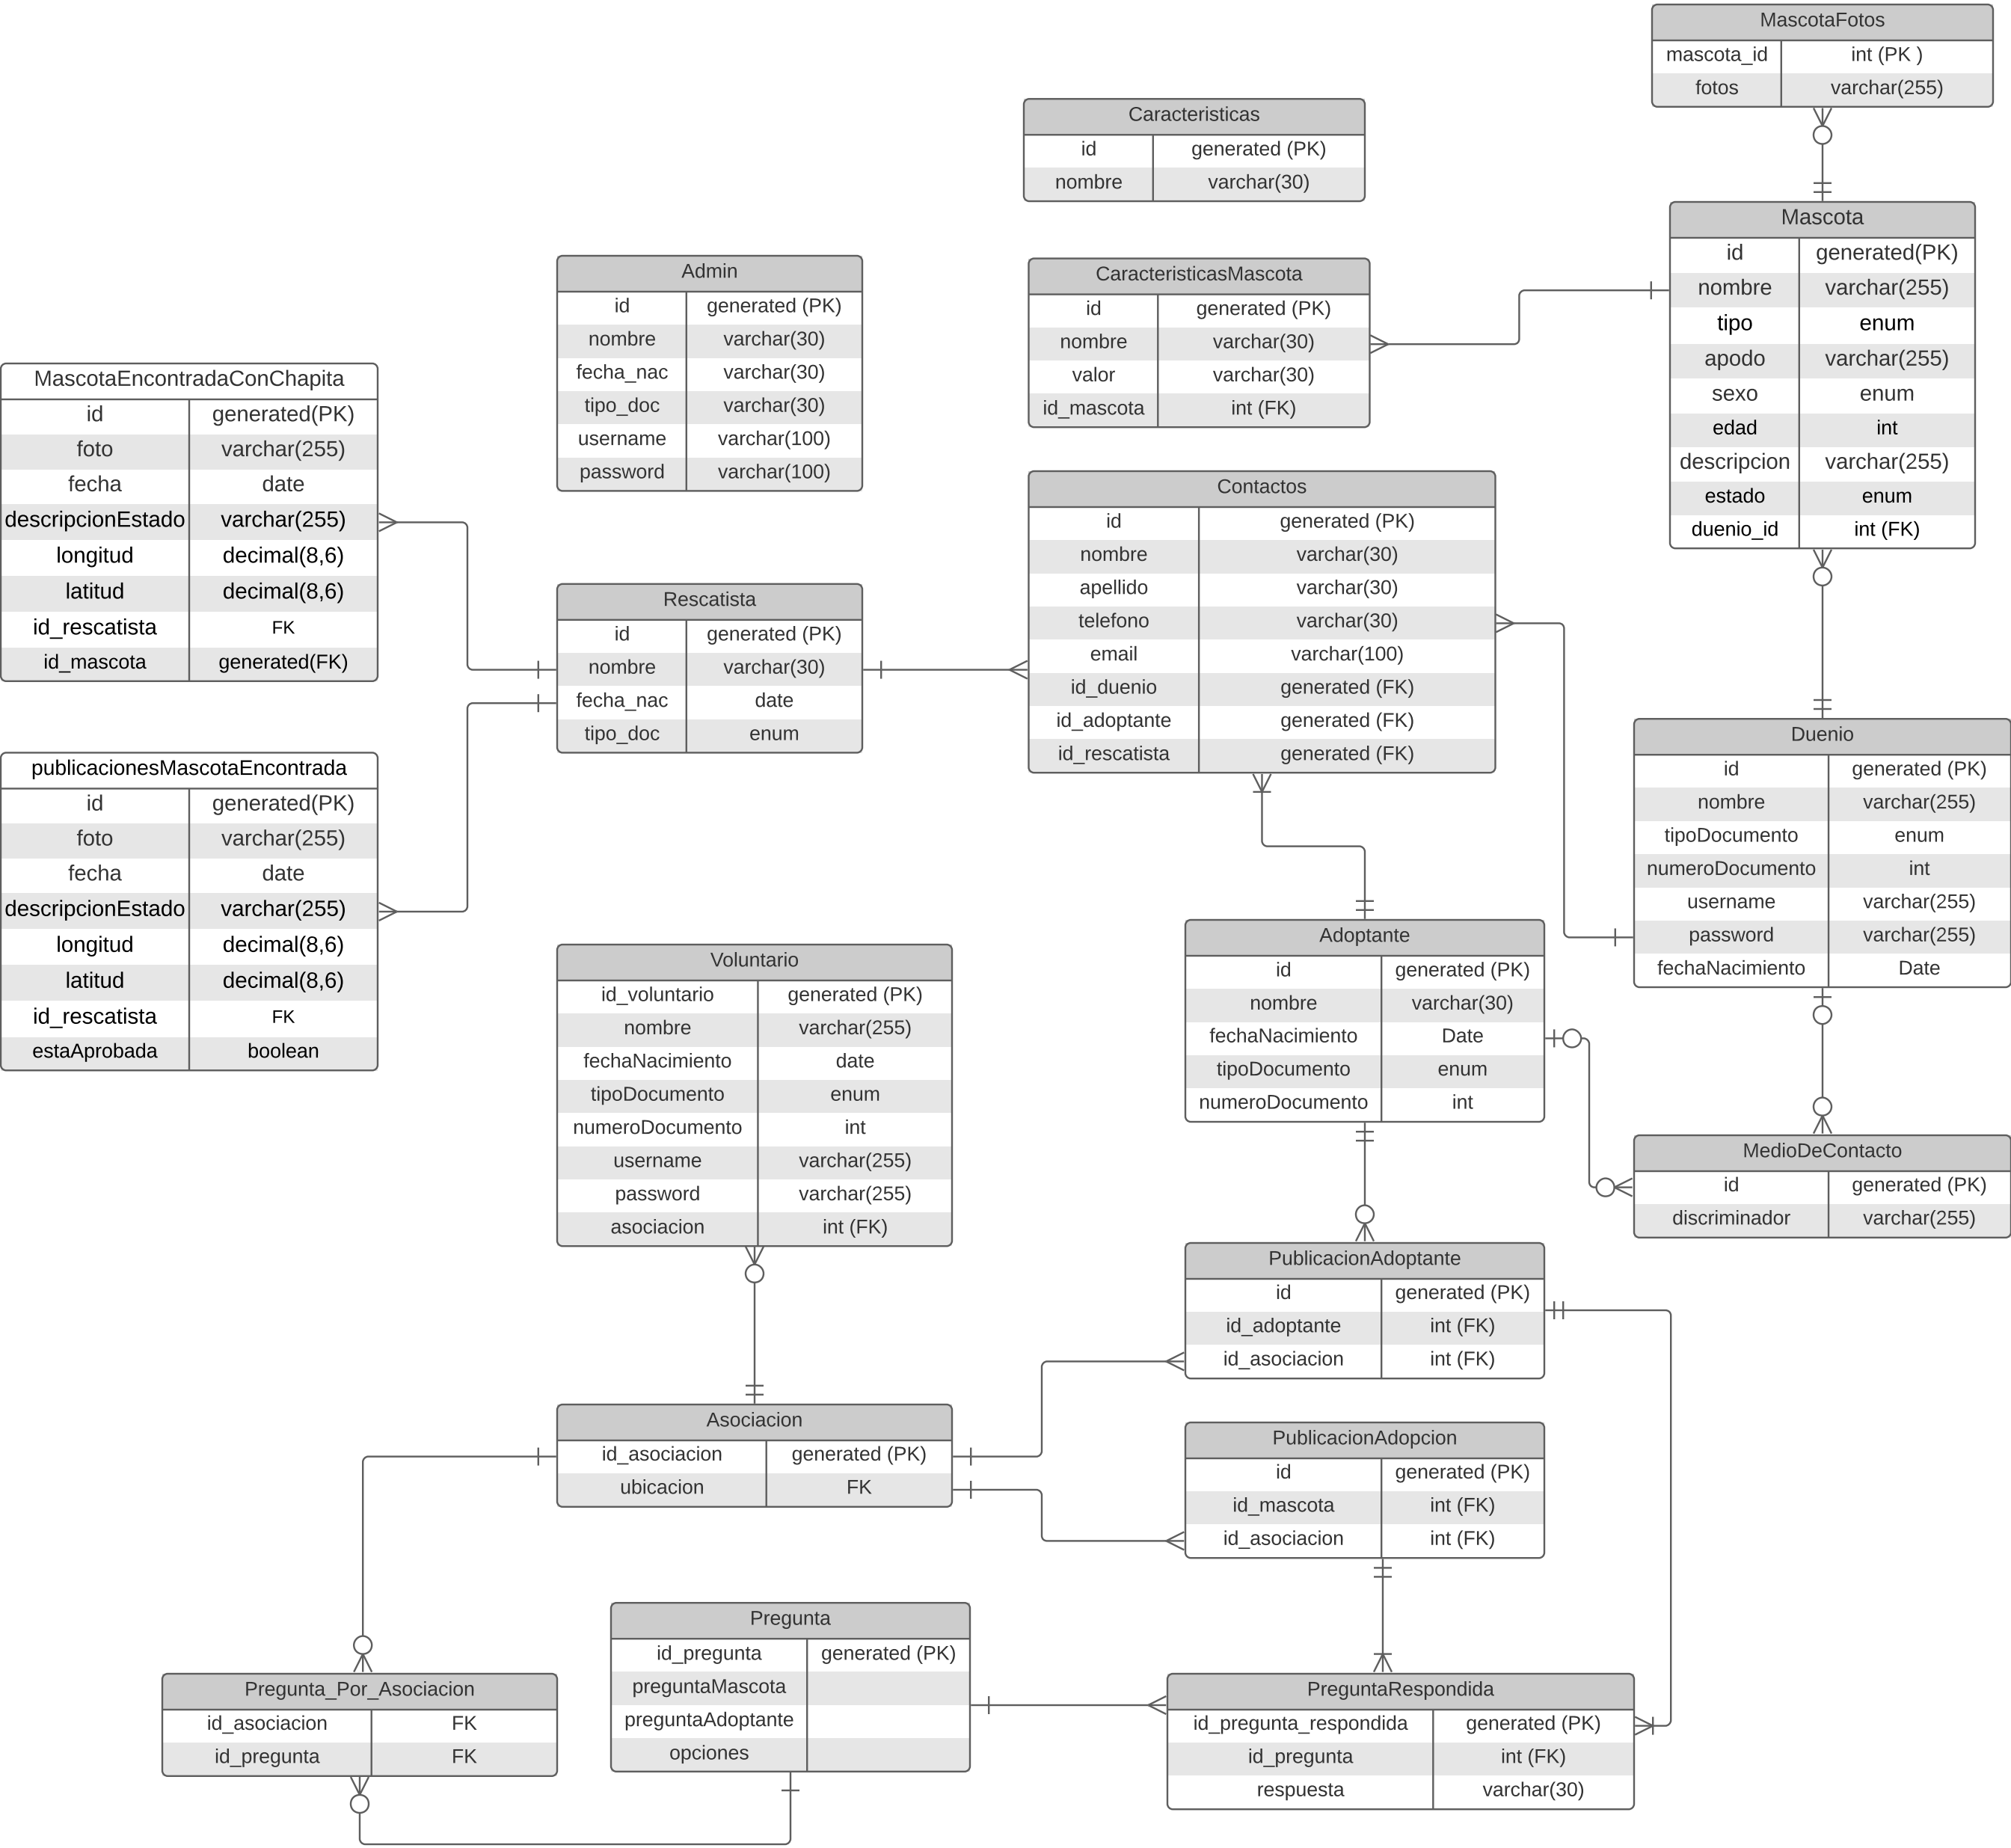 MascotaFotos
mascota_id int (PK )
fotos varchar(255)
Caracteristicas
id generated (PK)
nombre varchar(30)
Mascota
id generated(PK)
nombre varchar(255)
tipo enum
apodo varchar(255)
sexo enum
edad int
descripcion varchar(255)
estado enum
duenio_id int (FK)
Admin
id generated (PK)
nombre varchar(30)
fecha_nac varchar(30)
tipo_doc varchar(30)
username varchar(100)
password varchar(100)
CaracteristicasMascota
id generated (PK)
nombre varchar(30)
valor varchar(30)
id_mascota int (FK)
MascotaEncontradaConChapita
id generated(PK)
foto varchar(255)
fecha date
descripcionEstado varchar(255)
longitud decimal(8,6)
latitud decimal(8,6)
id_rescatista FK
id_mascota generated(FK)
Contactos
id generated (PK)
nombre varchar(30)
apellido varchar(30)
telefono varchar(30)
email varchar(100)
id_duenio generated (FK)
id_adoptante generated (FK)
id_rescatista generated (FK)
Rescatista
id generated (PK)
nombre varchar(30)
fecha_nac date
tipo_doc enum
Duenio
id generated (PK)
nombre varchar(255)
tipoDocumento enum
numeroDocumento int
username varchar(255)
password varchar(255)
fechaNacimiento Date
publicacionesMascotaEncontrada
id generated(PK)
foto varchar(255)
fecha date
descripcionEstado varchar(255)
longitud decimal(8,6)
latitud decimal(8,6)
id_rescatista FK
estaAprobada boolean
Voluntario
id_voluntario generated (PK)
nombre varchar(255)
fechaNacimiento date
tipoDocumento enum
numeroDocumento int
username varchar(255)
password varchar(255)
asociacion int (FK)
Adoptante
id generated (PK)
nombre varchar(30)
fechaNacimiento Date
tipoDocumento enum
numeroDocumento int
MedioDeContacto
id generated (PK)
discriminador varchar(255)
PublicacionAdoptante
id generated (PK)
id_adoptante int (FK)
id_asociacion int (FK)
Asociacion
id_asociacion generated (PK)
ubicacion FK
PublicacionAdopcion
id generated (PK)
id_mascota int (FK)
id_asociacion int (FK)
Pregunta
id_pregunta generated (PK)
preguntaMascota
preguntaAdoptante
opciones
Pregunta_Por_Asociacion
id_asociacion FK
id_pregunta FK
PreguntaRespondida
id_pregunta_respondida generated (PK)
id_pregunta int (FK)
respuesta varchar(30)